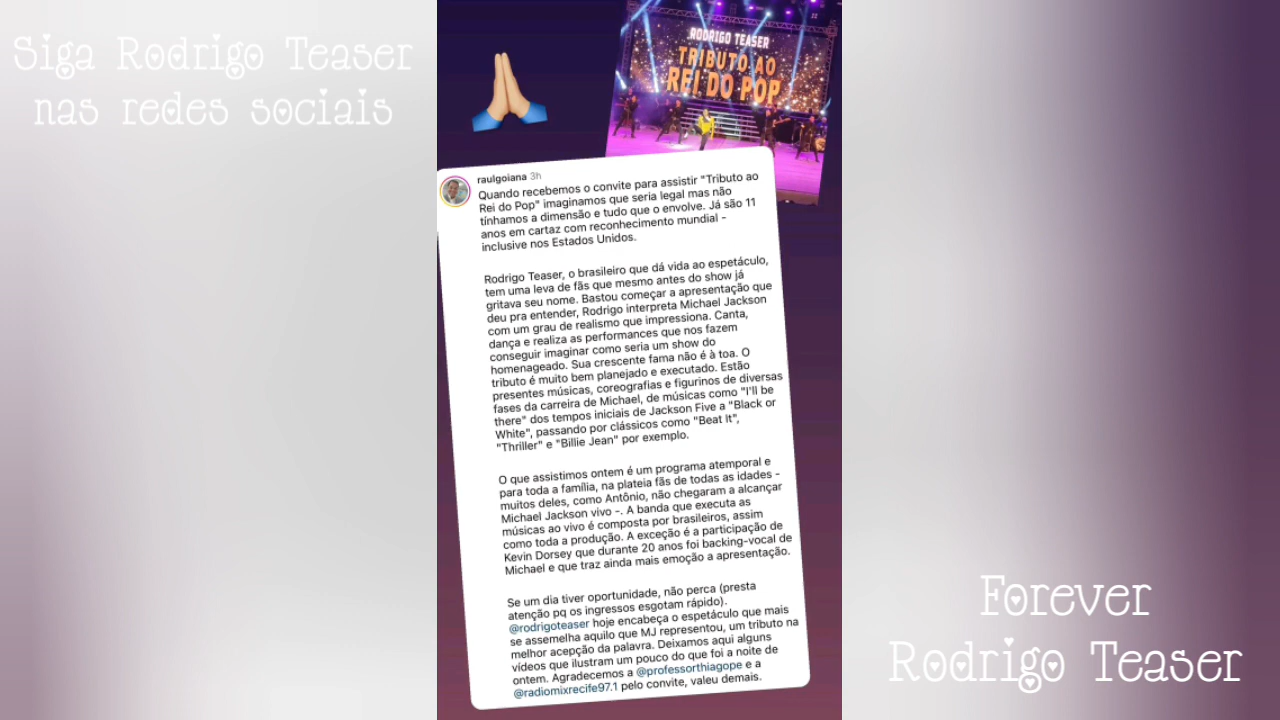 Siga Rodrigo Teaser
nas redes sociais
RODRIGO TEASER
TRIBUTO AO
REI DO POP
raulgoiana 3h
Quando recebemos o convite para assistir "Tributo ao
Rei do Pop" imaginamos que seria legal mas não
tínhamos a dimensão e tudo que o envolve. Já são 11
anos em cartaz com reconhecimento mundial -
inclusive nos Estados Unidos.
Rodrigo Teaser, o brasileiro que dá vida ao espetáculo,
tem uma leva de fãs que mesmo antes do show já
gritava seu nome. Bastou começar a apresentação que
deu pra entender, Rodrigo interpreta Michael Jackson
com um grau de realismo que impressiona. Canta,
dança e realiza as performances que nos fazem
conseguir imaginar como seria um show do
homenageado. Sua crescente fama não é à toa. O
tributo é muito bem planejado e executado. Estão
presentes músicas, coreografias e figurinos de diversas
fases da carreira de Michael, de músicas como "I'll be
there" dos tempos iniciais de Jackson Five a "Black or
White", passando por clássicos como "Beat It",
"Thriller" e "Billie Jean" por exemplo.
O que assistimos ontem é um programa atemporal e
para toda a família, na plateia fãs de todas as idades -
muitos deles, como Antônio, não chegaram a alcançar
Michael Jackson vivo -. A banda que executa as
músicas ao vivo é composta por brasileiros, assim
como toda a produção. A exceção é a participação de
Kevin Dorsey que durante 20 anos foi backing-vocal de
Michael e que traz ainda mais emoção a apresentação.
Se um dia tiver oportunidade, não perca (presta
atenção pq os ingressos esgotam rápido).
@rodrigoteaser hoje encabeça o espetáculo que mais
se assemelha aquilo que MJ representou, um tributo na
melhor acepção da palavra. Deixamos aqui alguns
vídeos que ilustram um pouco do que foi a noite de
ontem. Agradecemos a @professorthiagope e a
@radiomixrecife97.1 pelo convite, valeu demais.
Forever
Rodrigo Teaser